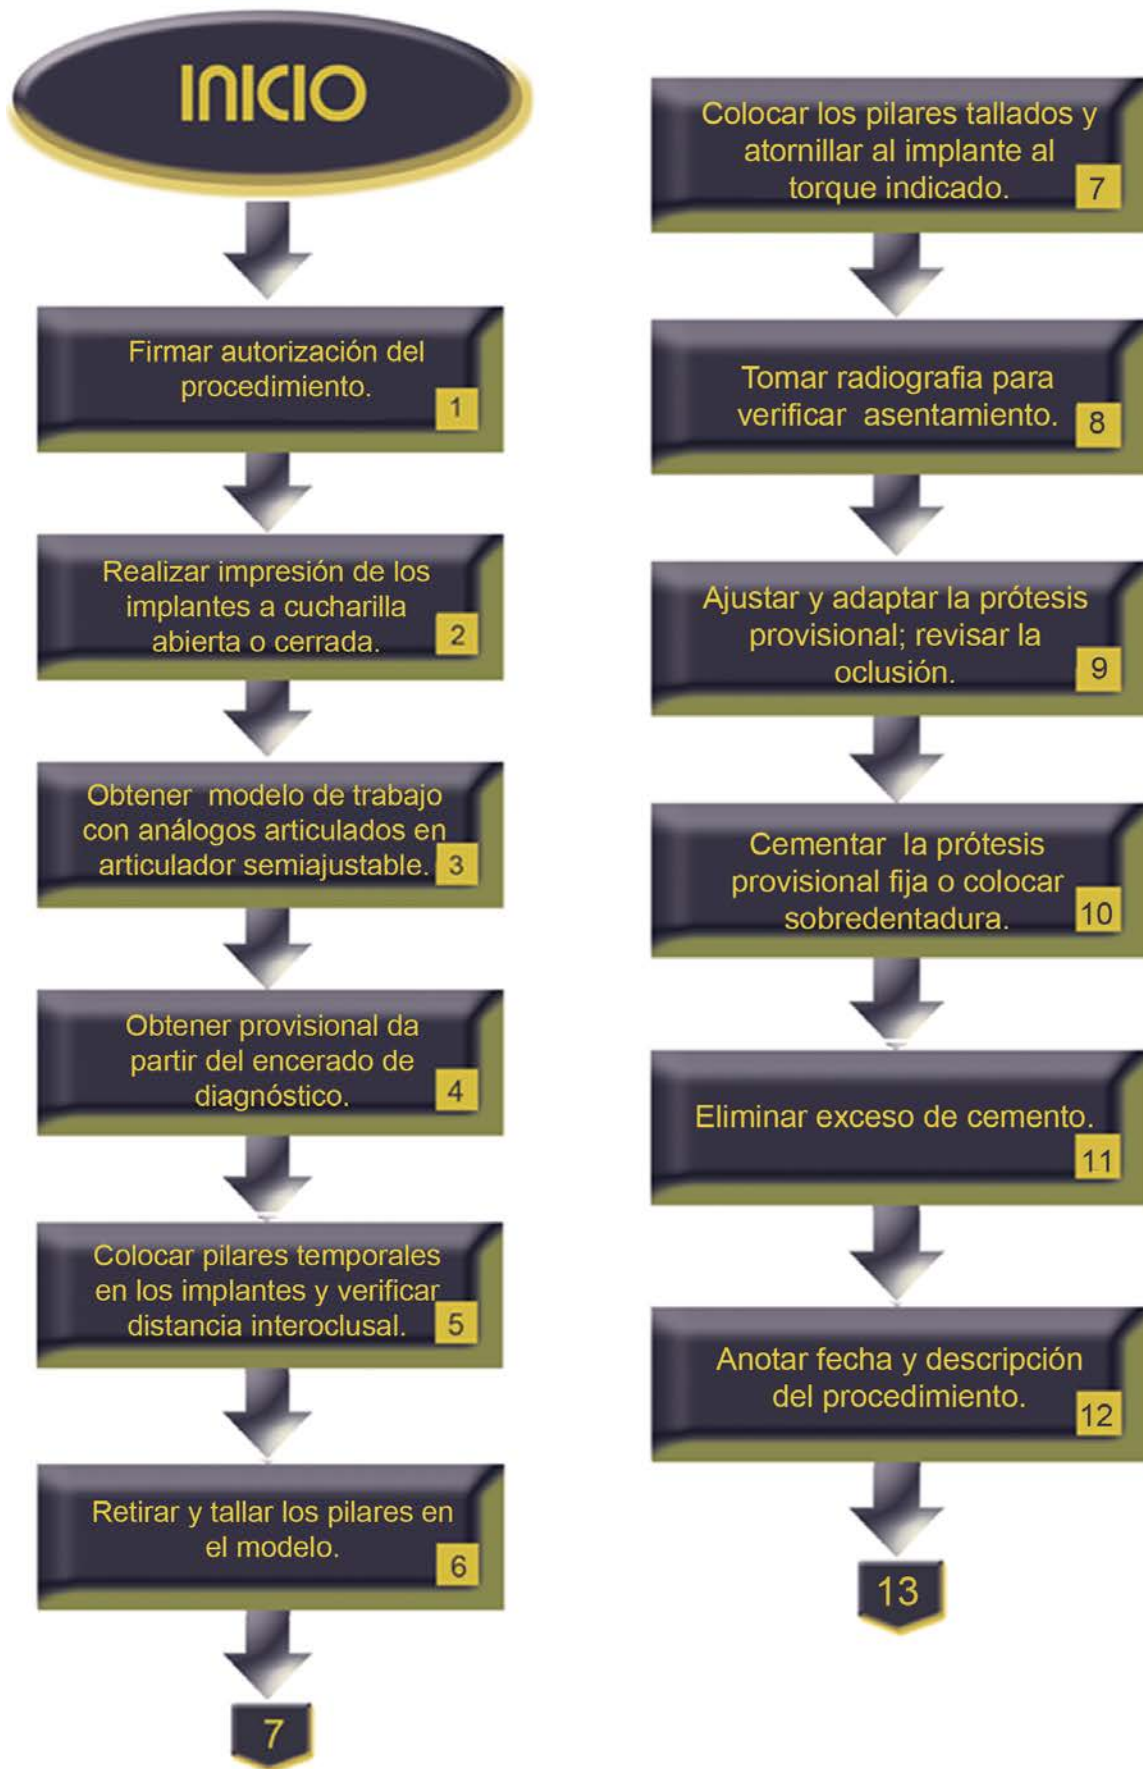 INICIO
Firmar autorización del
procedimiento.
1
Realizar impresión de los
implantes a cucharilla
abierta o cerrada.
2
Obtener modelo de trabajo
con análogos articulados en
articulador semiajustable.
3
Obtener provisional da
partir del encerado de
diagnóstico.
4
Colocar pilares temporales
en los implantes y verificar
distancia interoclusal.
5
Retirar y tallar los pilares en
el modelo.
6
7
Colocar los pilares tallados y
atornillar al implante al
torque indicado.
7
Tomar radiografia para
verificar asentamiento.
8
Ajustar y adaptar la prótesis
provisional; revisar la
oclusión.
9
Cementar la prótesis
provisional fija o colocar
sobredentadura.
10
Eliminar exceso de cemento.
11
Anotar fecha y descripción
del procedimiento.
12
13